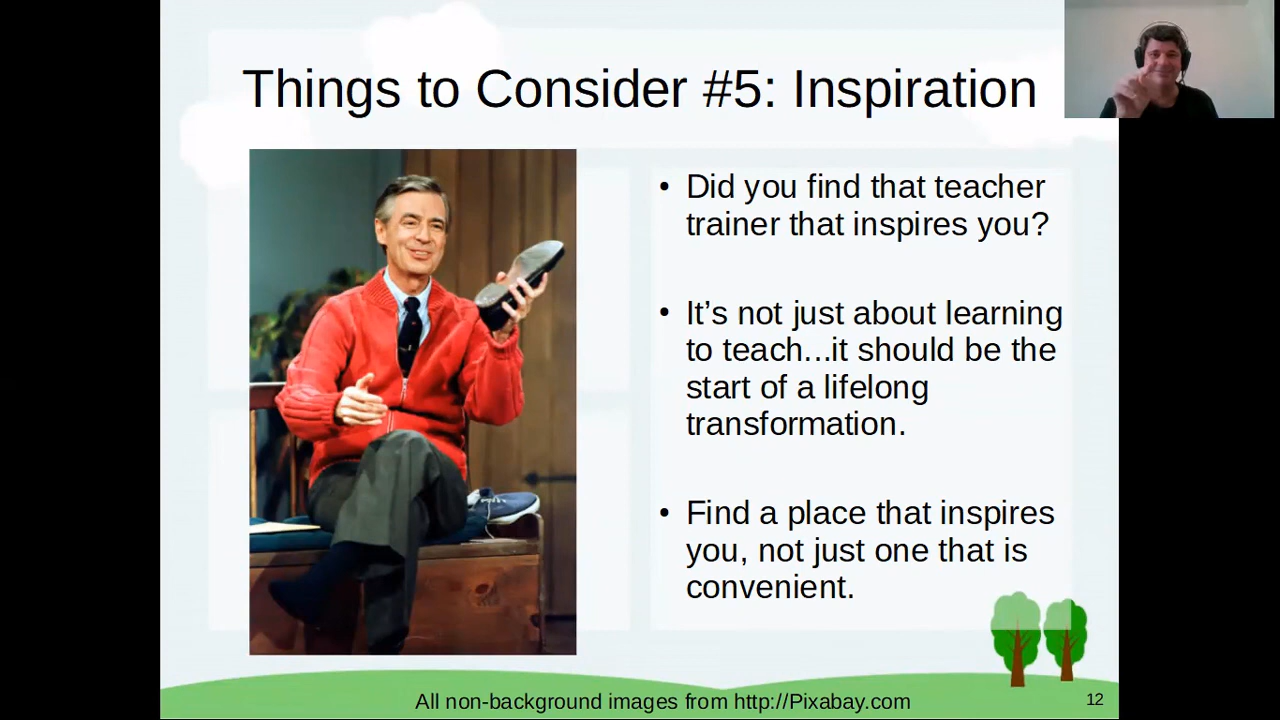 Things to Consider #5: Inspiration
• Did you find that teacher
trainer that inspires you?
• It’s not just about learning
to teach...it should be the
start of a lifelong
transformation.
• Find a place that inspires
you, not just one that is
convenient.
All non-background images from http://Pixabay.com
12